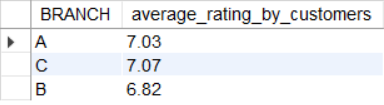 BRANCH average_rating_by_customers
A 7.03
C 7.07
B 6.82